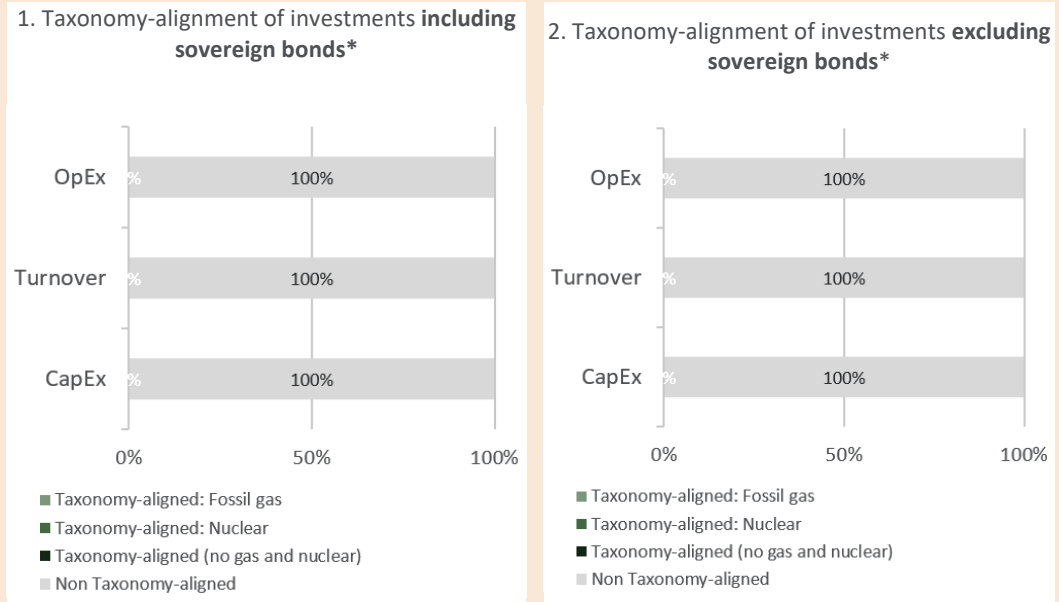 1. Taxonomy-alignment of investments including
sovereign bonds*
OpEx
%
100%
Turnover
%
100%
CapEx
%
100%
0%
50%
100%
Taxonomy-aligned: Fossil gas
Taxonomy-aligned: Nuclear
Taxonomy-aligned (no gas and nuclear)
Non Taxonomy-aligned
2. Taxonomy-alignment of investments excluding
sovereign bonds*
OpEx
%
100%
Turnover
%
100%
CapEx
%
100%
0%
50%
100%
Taxonomy-aligned: Fossil gas
Taxonomy-aligned: Nuclear
Taxonomy-aligned (no gas and nuclear)
Non Taxonomy-aligned